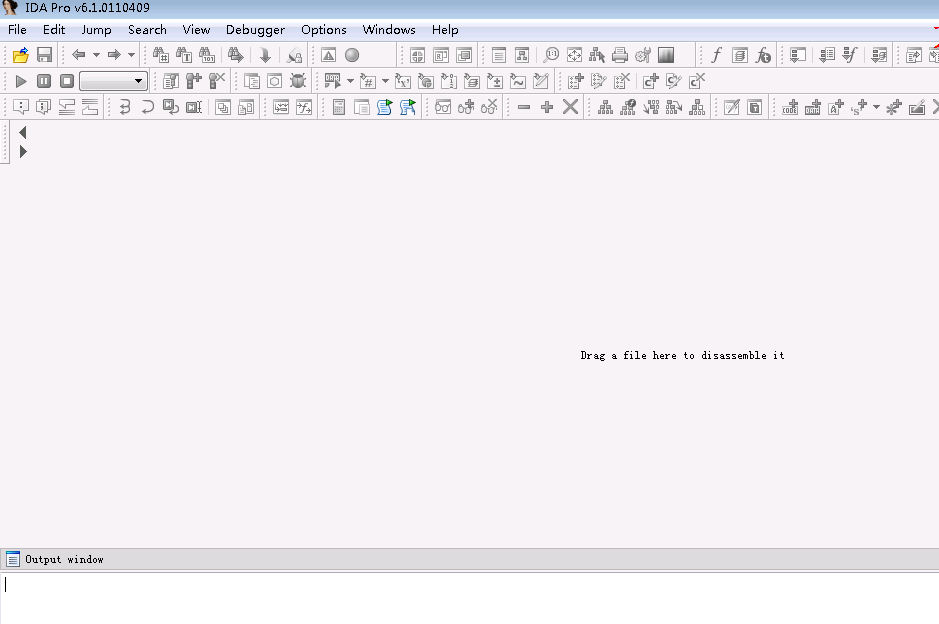 IDA Pro v6.1.0110409
File Edit Jump Search View Debugger Options Windows Help
Drag a file here to disassemble it
Output window